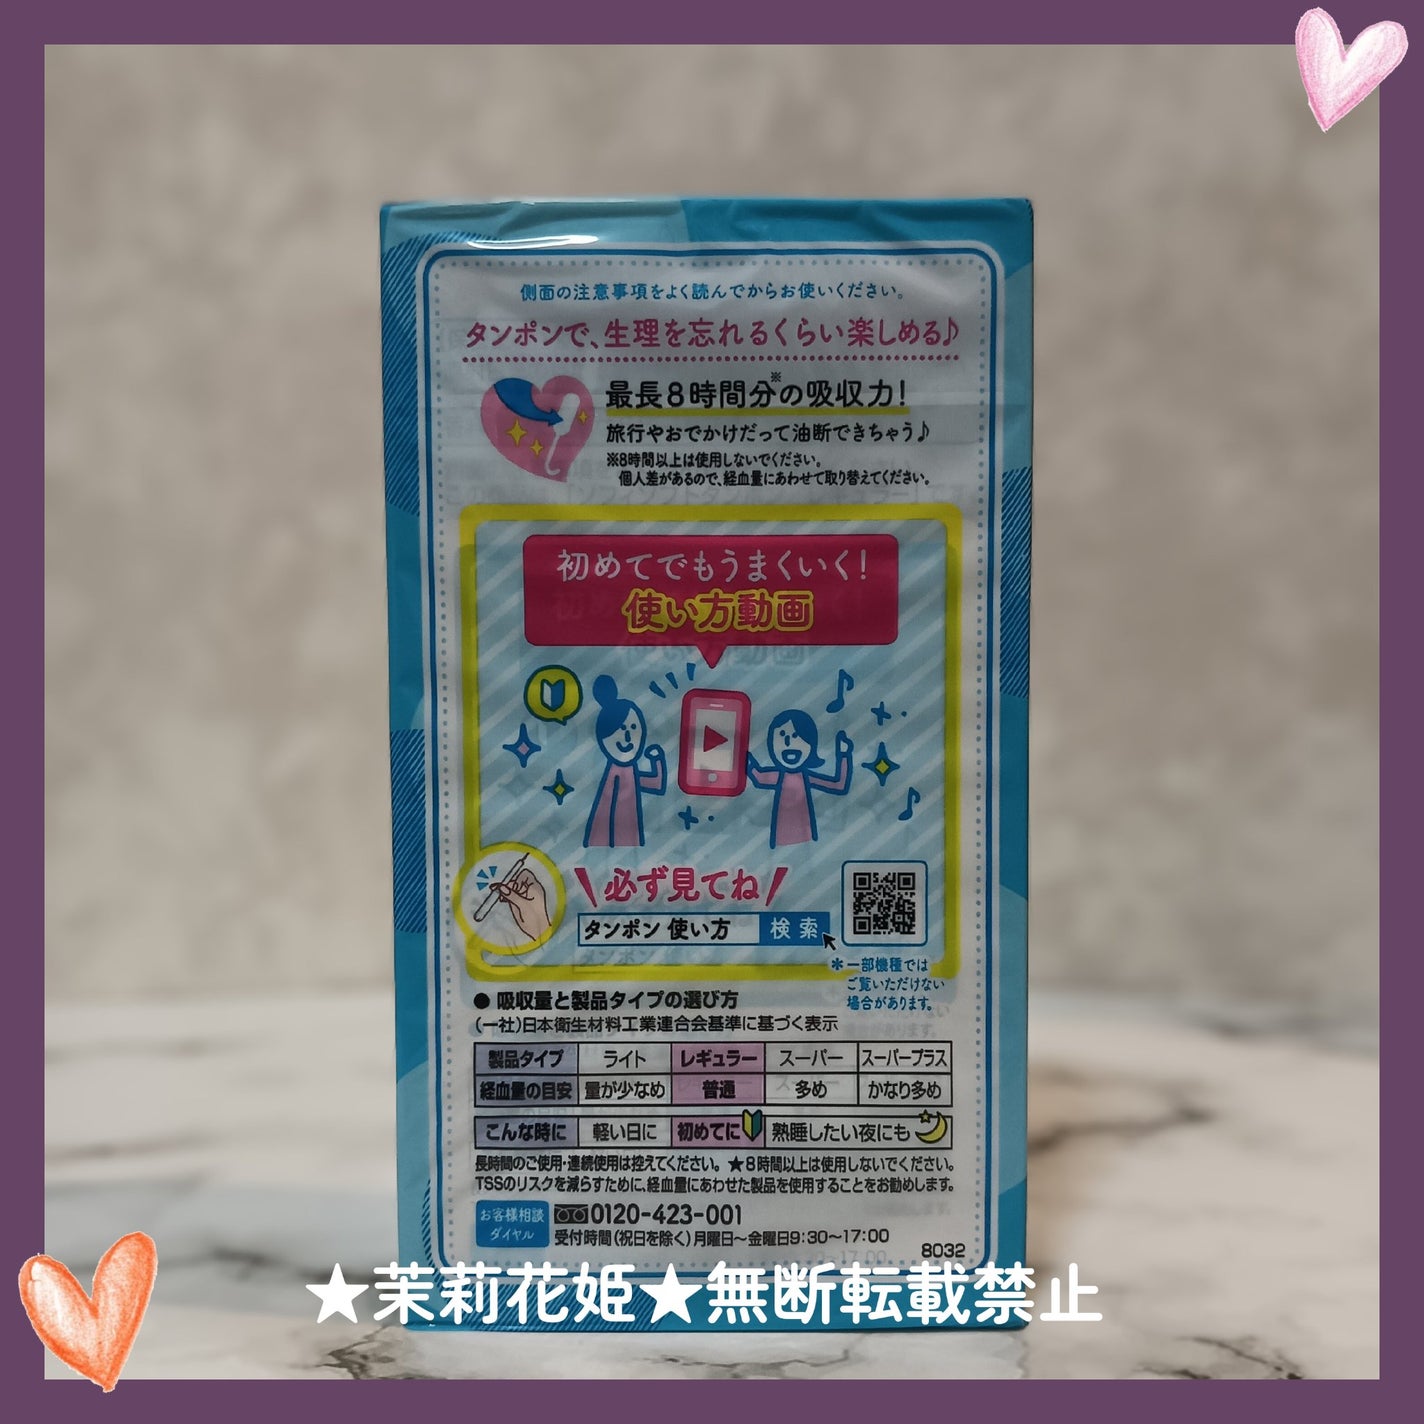 側面の注意事項をよく読んでからお使いください。
タンポンで、生理を忘れるくらい楽しめる♪
最長8時間分※の吸収力!
旅行やおでかけだって油断できちゃう♪
※8時間以上は使用しないでください。
個人差があるので、経血量にあわせて取り替えてください。
初めてでもうまくいく!
使い方動画
必ず見てね
タンポン 使い方 検索
*一部機種では
ご覧いただけない
場合があります。
● 吸収量と製品タイプの選び方
(一社)日本衛生材料工業連合会基準に基づく表示
製品タイプ ライト レギュラー スーパー スーパープラス
経血量の目安 量が少なめ 普通 多め かなり多め
こんな時に 軽い日に 初めてに 熟睡したい夜にも
長時間のご使用・連続使用は控えてください。★8時間以上は使用しないでください。
TSSのリスクを減らすために、経血量にあわせた製品を使用することをお勧めします。
お客様相談
ダイヤル
0120-423-001
受付時間(祝日を除く)月曜日〜金曜日9:30〜17:00
8032
★茉莉花姫★無断転載禁止